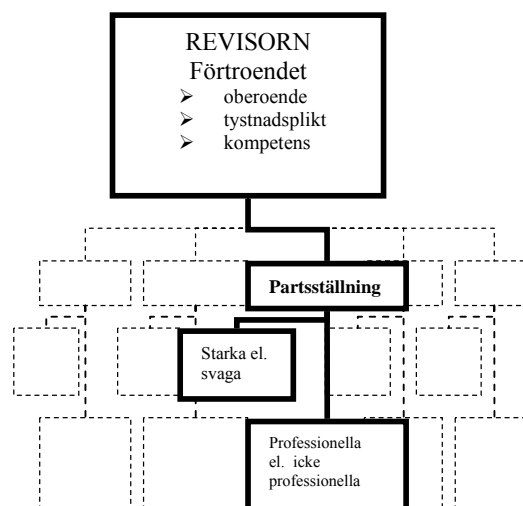 REVISORN
Förtroendet
➢ oberoende
➢ tystnadsplikt
➢ kompetens
Partsställning
Starka el.
svaga
Professionella
el. icke
professionella